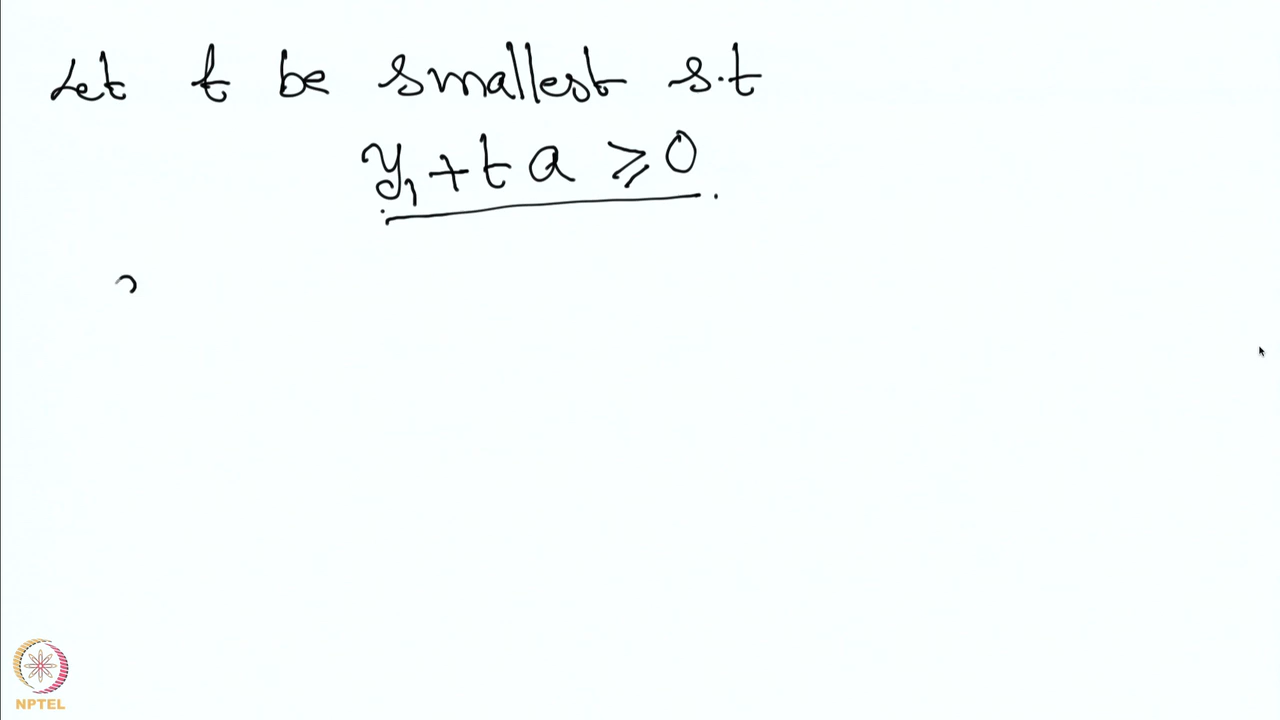 Let t be smallest s.t
y₁ + t a ⩾ 0.
NPTEL